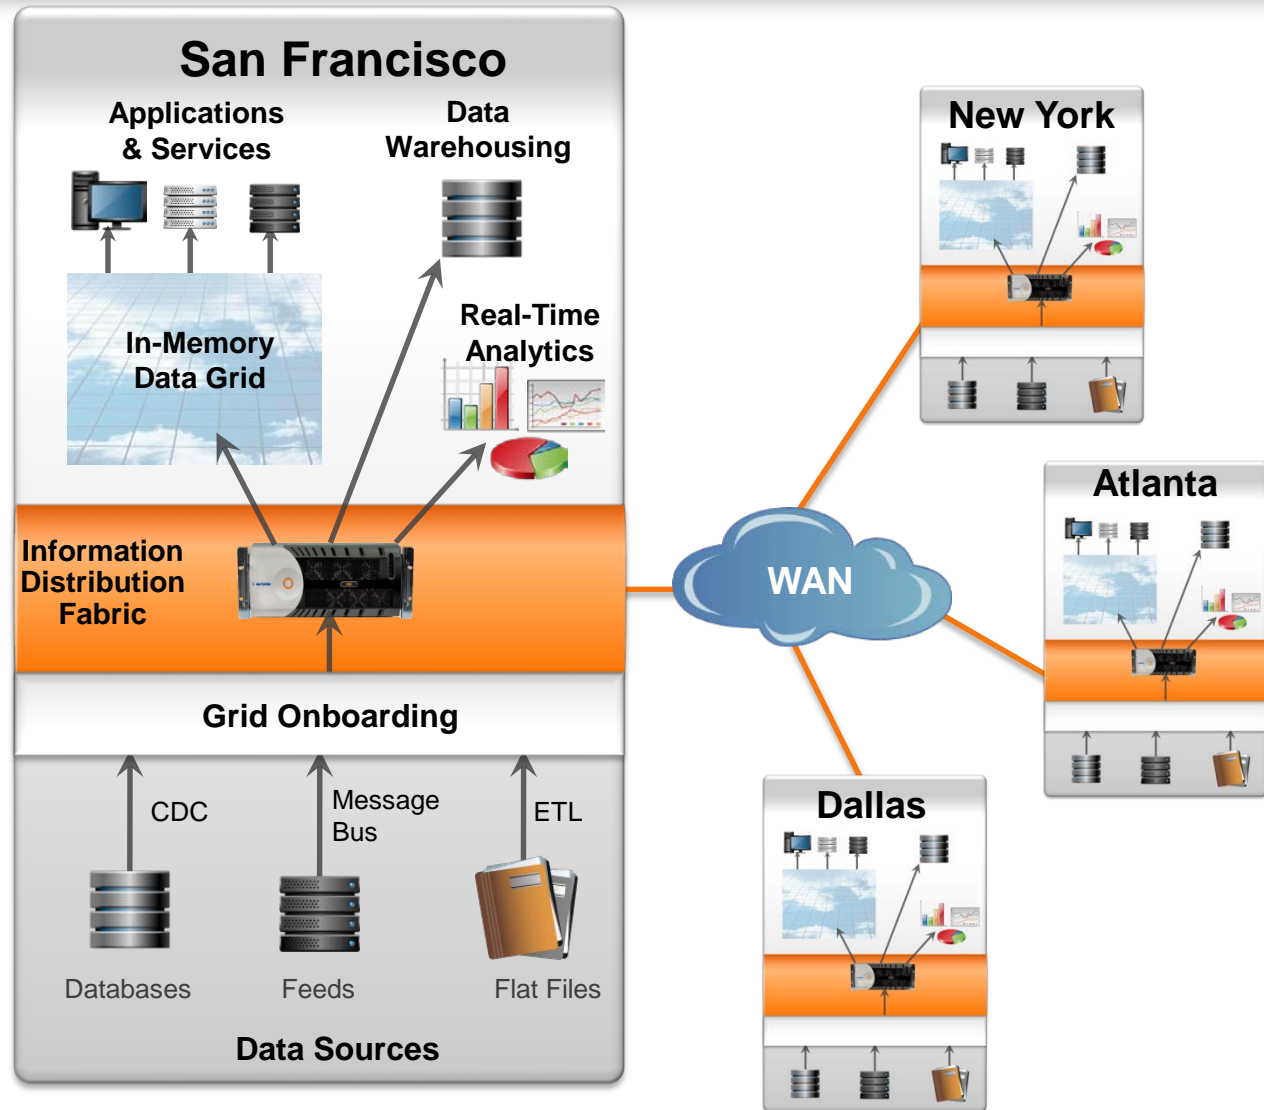 San Francisco
Applications
& Services
Data
Warehousing
In-Memory
Data Grid
Real-Time
Analytics
Information
Distribution
Fabric
Grid Onboarding
CDC
Message
Bus
ETL
Databases
Feeds
Flat Files
Data Sources
WAN
New York
Atlanta
Dallas